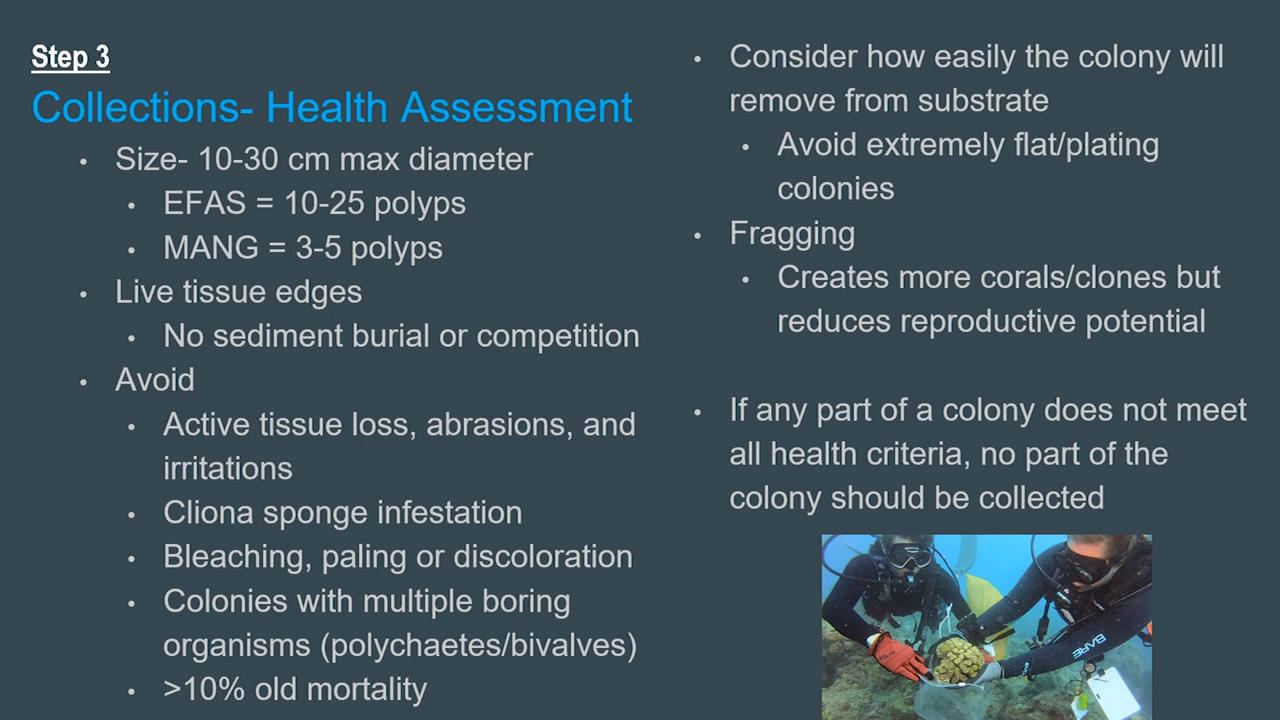 Step 3
Collections- Health Assessment
• Size- 10-30 cm max diameter
• EFAS = 10-25 polyps
• MANG = 3-5 polyps
• Live tissue edges
• No sediment burial or competition
• Avoid
• Active tissue loss, abrasions, and
irritations
• Cliona sponge infestation
• Bleaching, paling or discoloration
• Colonies with multiple boring
organisms (polychaetes/bivalves)
• >10% old mortality
• Consider how easily the colony will
remove from substrate
• Avoid extremely flat/plating
colonies
• Fragging
• Creates more corals/clones but
reduces reproductive potential
• If any part of a colony does not meet
all health criteria, no part of the
colony should be collected
BARE